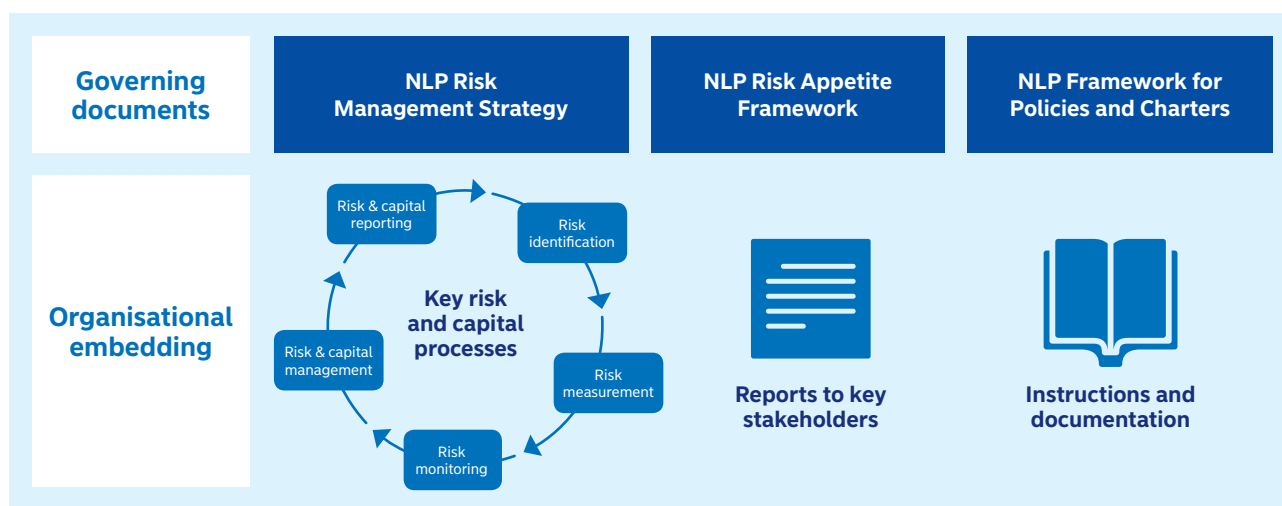 Governing
documents
NLP Risk
Management Strategy
NLP Risk Appetite
Framework
NLP Framework for
Policies and Charters
Organisational
embedding
Risk & capital
reporting
Risk
identification
Key risk
and capital
processes
Risk & capital
management
Risk
measurement
Risk
monitoring
Reports to key
stakeholders
Instructions and
documentation